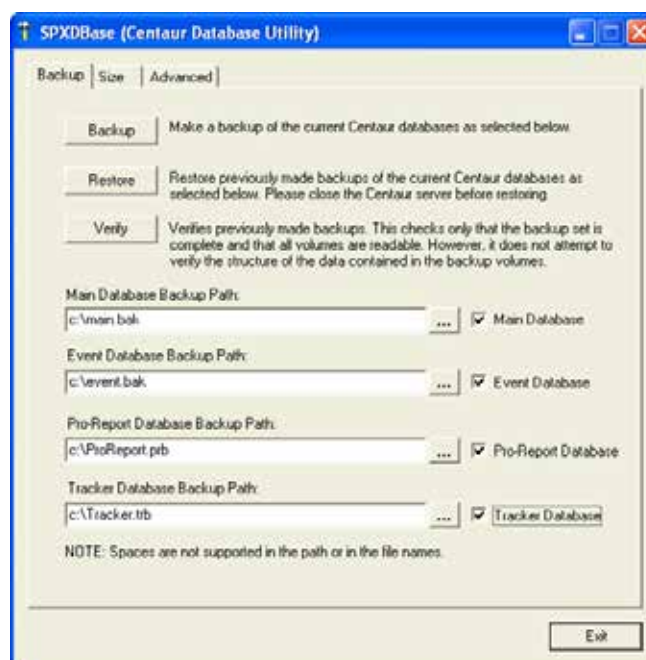 SPXDBase (Centaur Database Utility)
Backup Size Advanced
Backup Make a backup of the current Centaur databases as selected below.
Restore Restore previously made backups of the current Centaur databases as
selected below. Please close the Centaur server before restoring.
Verify Verifies previously made backups. This checks only that the backup set is
complete and that all volumes are readable. However, it does not attempt to
verify the structure of the data contained in the backup volumes.
Main Database Backup Path:
c:\main.bak ... Main Database
Event Database Backup Path:
c:\event.bak ... Event Database
Pro-Report Database Backup Path:
c:\ProReport.prb ... Pro-Report Database
Tracker Database Backup Path:
c:\Tracker.trb ... Tracker Database
NOTE: Spaces are not supported in the path or in the file names.
Exit